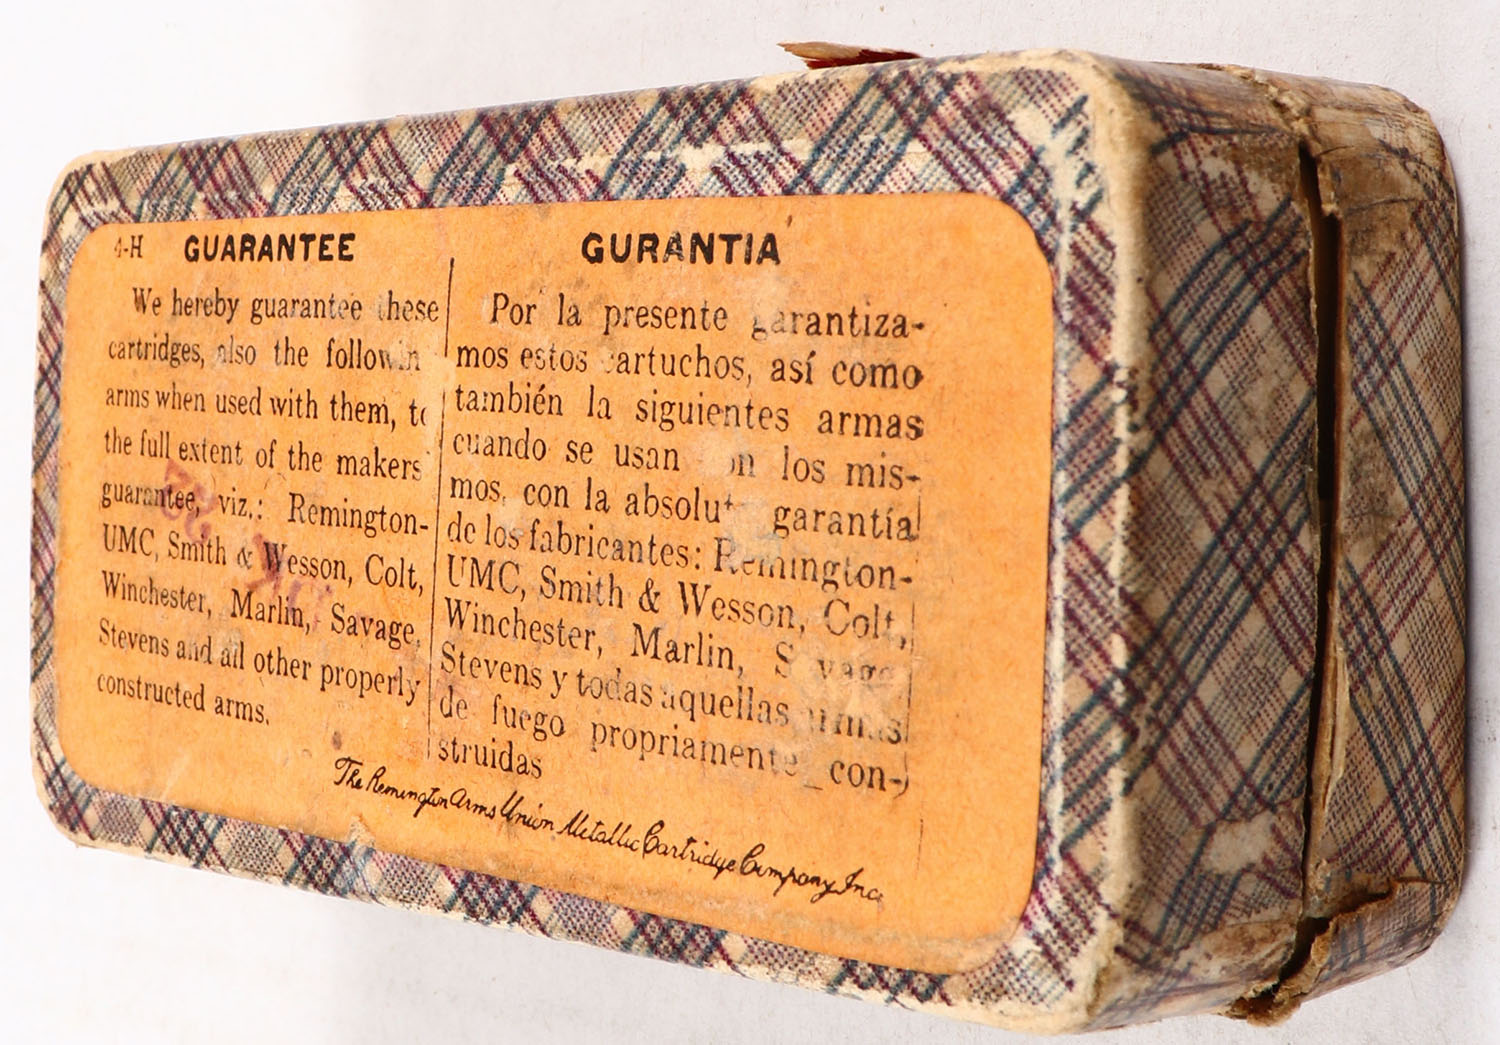 4-H GUARANTEE
We hereby guarantee these
cartridges, also the followin
arms when used with them, to
the full extent of the makers'
guarantee, viz.: Remington-
UMC, Smith & Wesson, Colt,
Winchester, Marlin, Savage,
Stevens and all other properly
constructed arms.
GURANTIA
Por la presente garantiza-
mos estos cartuchos, así como
también la siguientes armas
cuando se usan los mis-
mos, con la absolut garantía
de los fabricantes: Remington-
UMC, Smith & Wesson, Colt,
Winchester, Marlin, Savage
Stevens y todas aquellas armas
de fuego propriamente con-
struidas
The Remington Arms Union Metallic Cartridge Company, Inc.